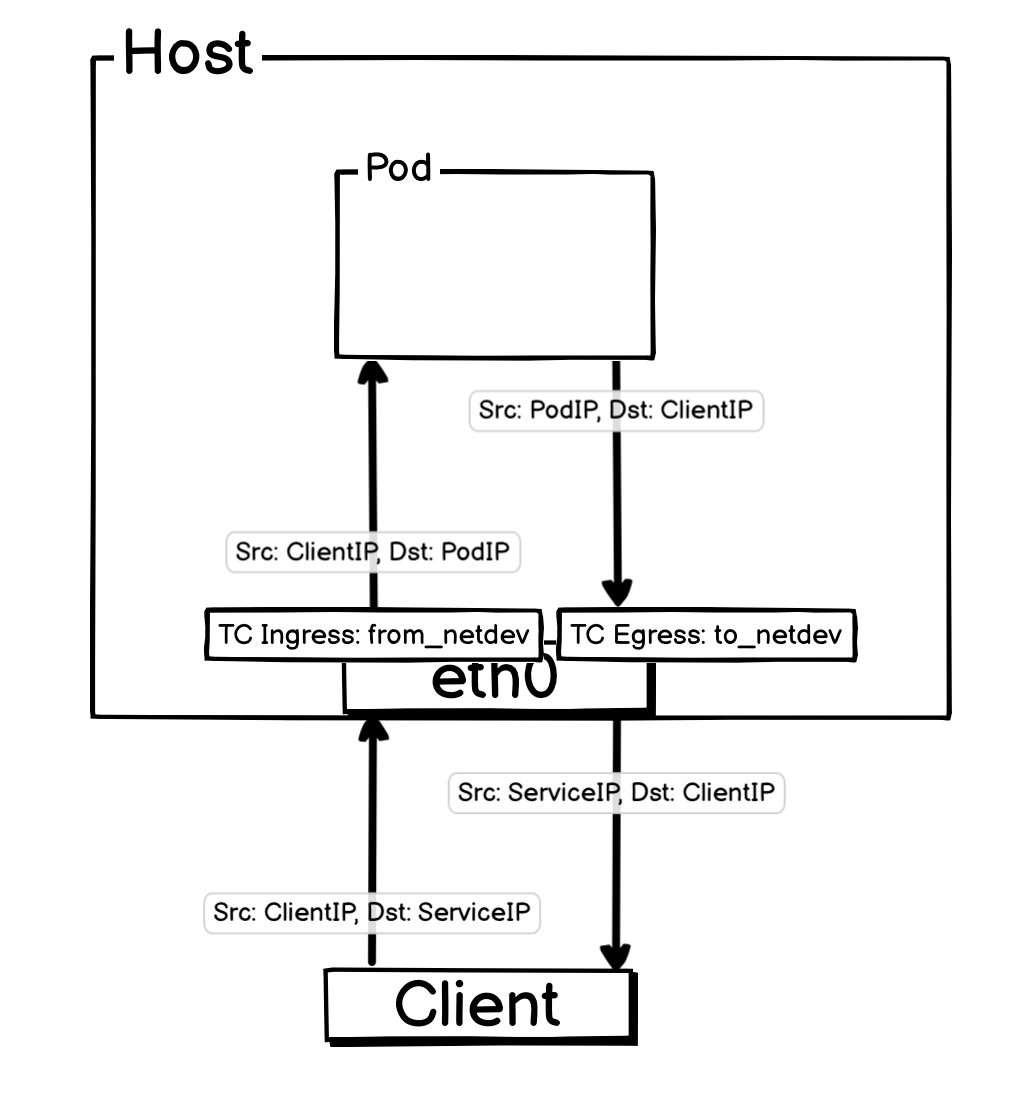 Host
Pod
Src: PodIP, Dst: ClientIP
Src: ClientIP, Dst: PodIP
TC Ingress: from_netdev
TC Egress: to_netdev
eth0
Src: ServiceIP, Dst: ClientIP
Src: ClientIP, Dst: ServiceIP
Client